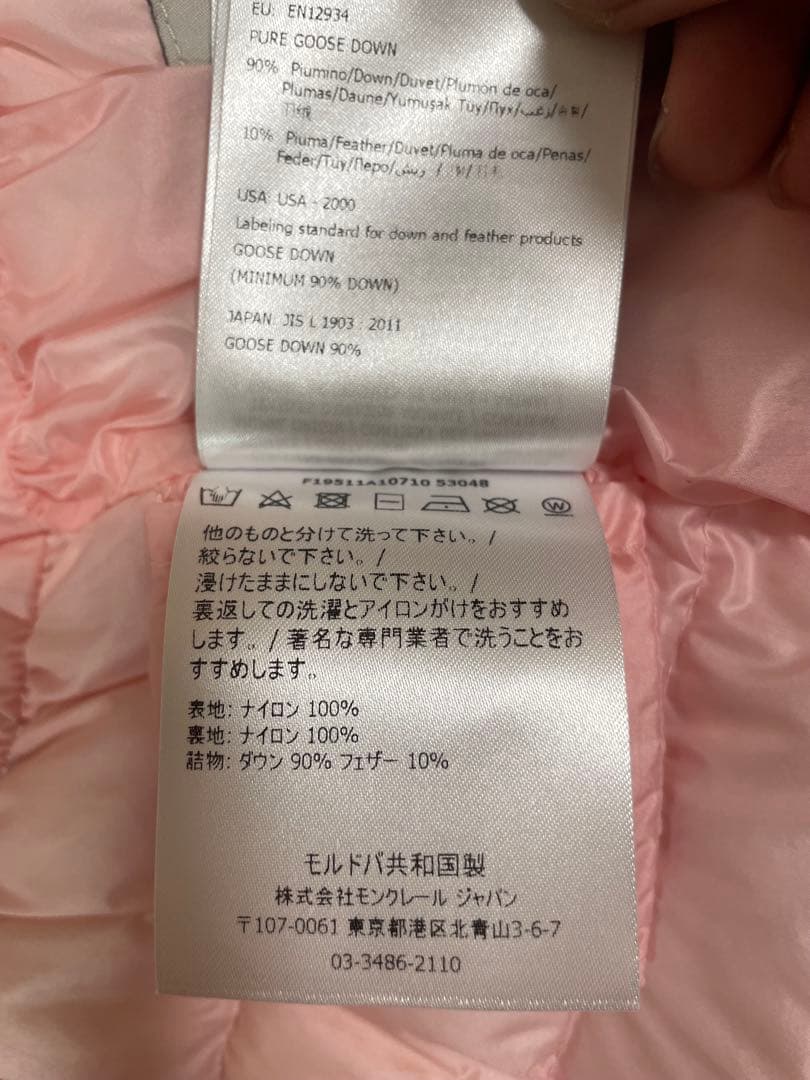 EU: EN12934
PURE GOOSE DOWN
90% Piumino/Down/Duvet/Plumón de oca/
Plumas/Daune/Yumuşak Tüy/Пух/زغب/
10% Piuma/Feather/Duvet/Pluma de oca/Penas/
Feder/Tüy/Перо/ريش/
USA: USA - 2000
Labeling standard for down and feather products
GOOSE DOWN
(MINIMUM 90% DOWN)
JAPAN: JIS L 1903 : 2011
GOOSE DOWN 90%
F19511A10710 53048
W
他のものと分けて洗って下さい。/
絞らないで下さい。/
浸けたままにしないで下さい。/
裏返しての洗濯とアイロンがけをおすすめ
します。/ 著名な専門業者で洗うことをお
すすめします。
表地: ナイロン 100%
裏地: ナイロン 100%
詰物: ダウン 90% フェザー 10%
モルドバ共和国製
株式会社モンクレール ジャパン
〒107-0061 東京都港区北青山3-6-7
03-3486-2110